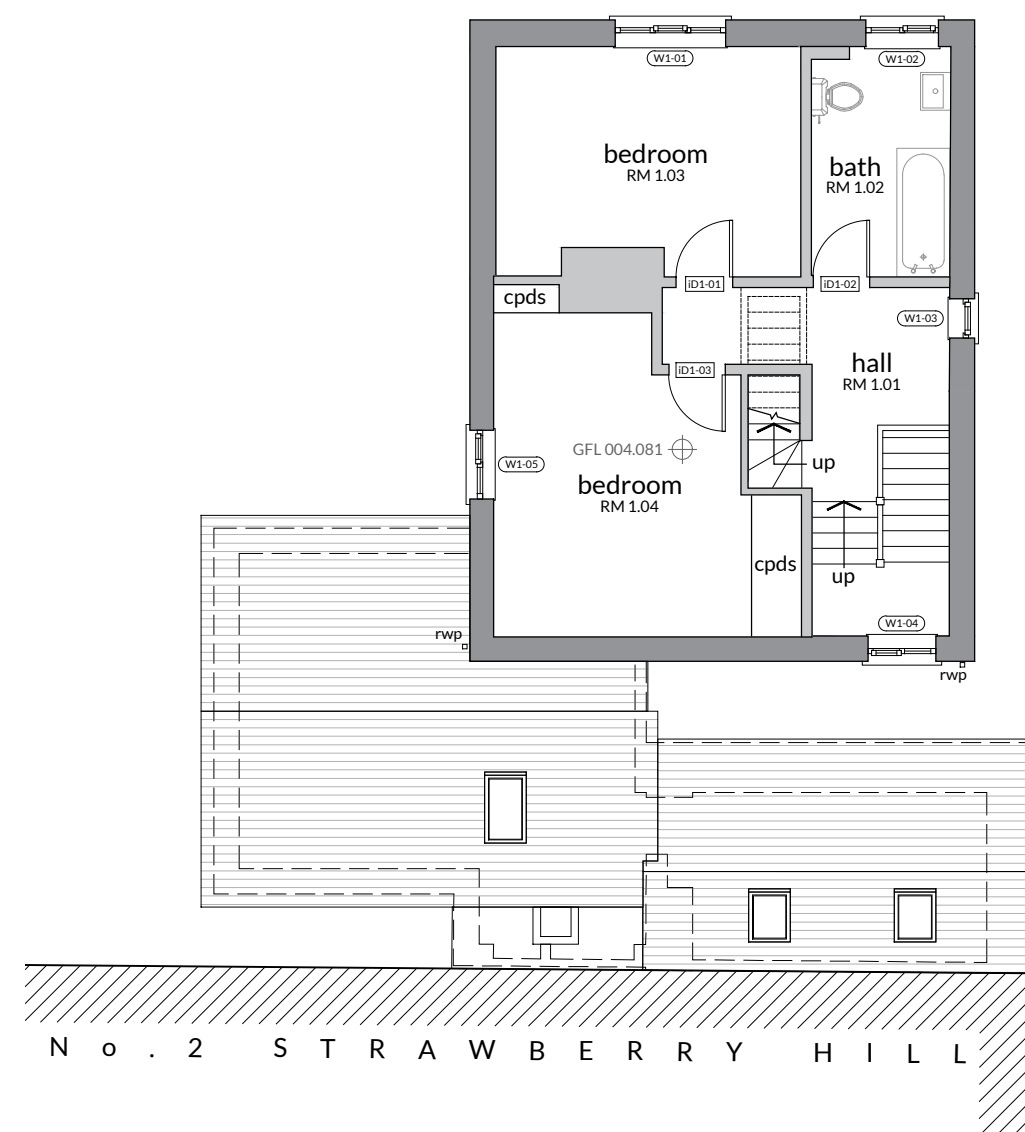 W1-01
W1-02
bedroom
RM 1.03
bath
RM 1.02
iD1-01
iD1-02
cpds
W1-03
hall
RM 1.01
iD1-03
GFL 004.081
up
W1-05
bedroom
RM 1.04
cpds
up
W1-04
rwp
rwp
No.2 STRAWBERRY HILL